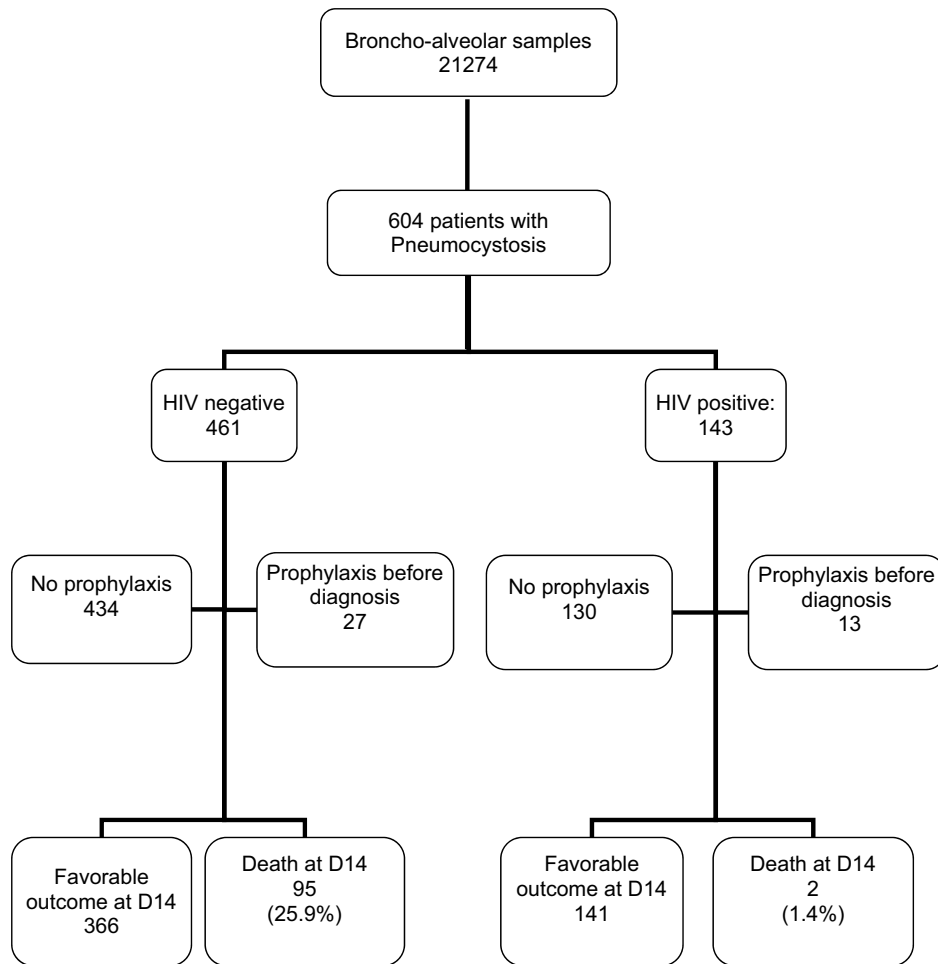 Broncho-alveolar samples
21274
604 patients with
Pneumocystosis
HIV negative
461
HIV positive:
143
No prophylaxis
434
Prophylaxis before
diagnosis
27
No prophylaxis
130
Prophylaxis before
diagnosis
13
Favorable
outcome at D14
366
Death at D14
95
(25.9%)
Favorable
outcome at D14
141
Death at D14
2
(1.4%)